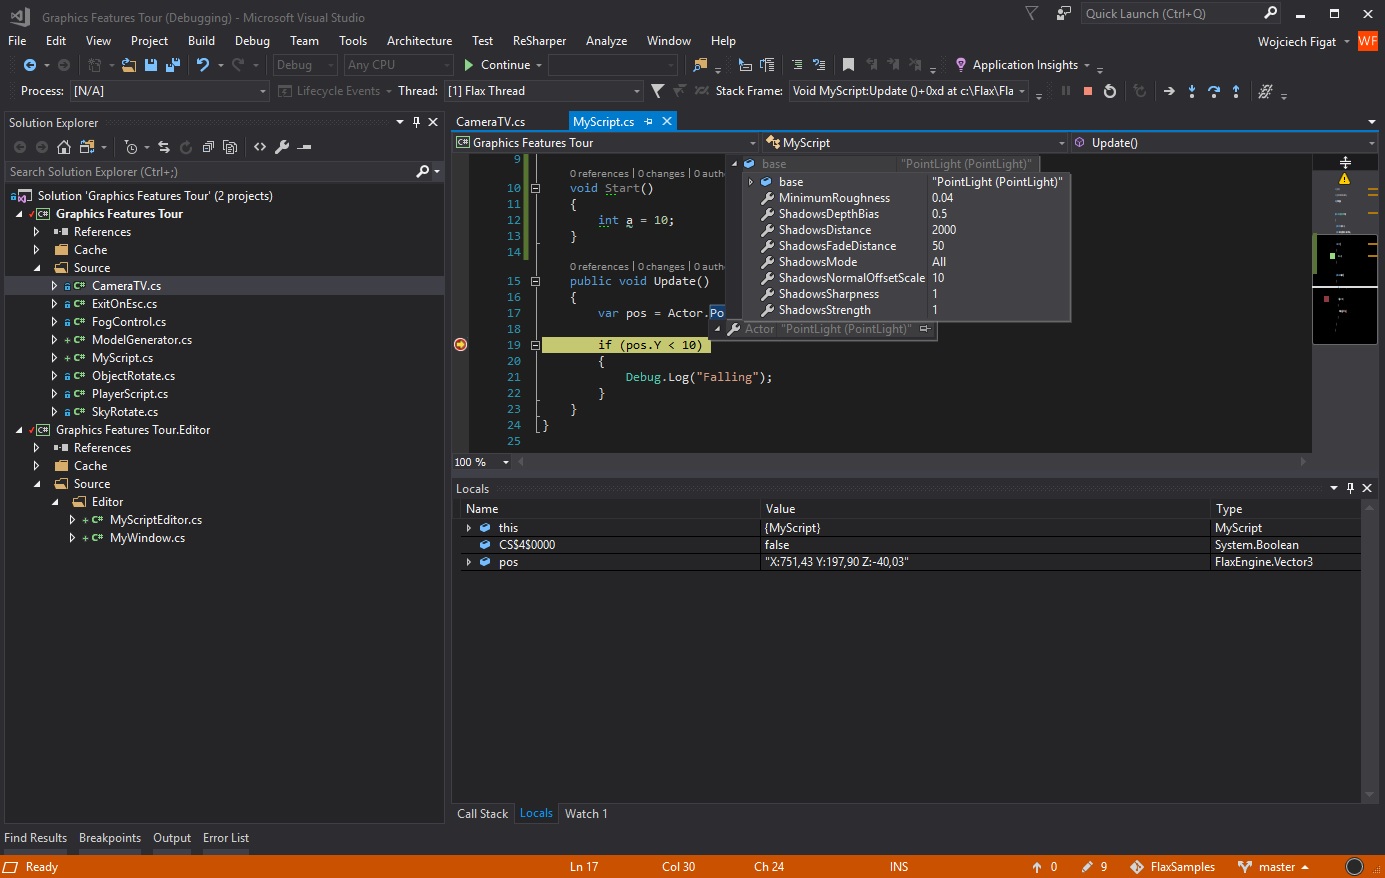 Graphics Features Tour (Debugging) - Microsoft Visual Studio
Quick Launch (Ctrl+Q)
File Edit View Project Build Debug Team Tools Architecture Test ReSharper Analyze Window Help
Wojciech Figat WF
Debug Any CPU Continue Application Insights
Process: [N/A] Lifecycle Events Thread: [1] Flax Thread Stack Frame: Void MyScript:Update ()+0xd at c:\Flax\Fla
Solution Explorer
Search Solution Explorer (Ctrl+;)
Solution 'Graphics Features Tour' (2 projects)
C# Graphics Features Tour
References
Cache
Source
C# CameraTV.cs
C# ExitOnEsc.cs
C# FogControl.cs
C# ModelGenerator.cs
C# MyScript.cs
C# ObjectRotate.cs
C# PlayerScript.cs
C# SkyRotate.cs
C# Graphics Features Tour.Editor
References
Cache
Source
Editor
C# MyScriptEditor.cs
C# MyWindow.cs
CameraTV.cs MyScript.cs
C# Graphics Features Tour MyScript Update()
9
0 references | 0 changes | 0 auth
10 void Start()
11 {
12 int a = 10;
13 }
14
0 references | 0 changes | 0 auth
15 public void Update()
16 {
17 var pos = Actor.Po
18
19 if (pos.Y < 10)
20 {
21 Debug.Log("Falling");
22 }
23 }
24 }
25
base "PointLight (PointLight)"
base "PointLight (PointLight)"
MinimumRoughness 0.04
ShadowsDepthBias 0.5
ShadowsDistance 2000
ShadowsFadeDistance 50
ShadowsMode All
ShadowsNormalOffsetScale 10
ShadowsSharpness 1
ShadowsStrength 1
Actor "PointLight (PointLight)"
100 %
Locals
Name Value Type
this {MyScript} MyScript
CS$4$0000 false System.Boolean
pos "X:751,43 Y:197,90 Z:-40,03" FlaxEngine.Vector3
Call Stack Locals Watch 1
Find Results Breakpoints Output Error List
Ready Ln 17 Col 30 Ch 24 INS 0 9 FlaxSamples master